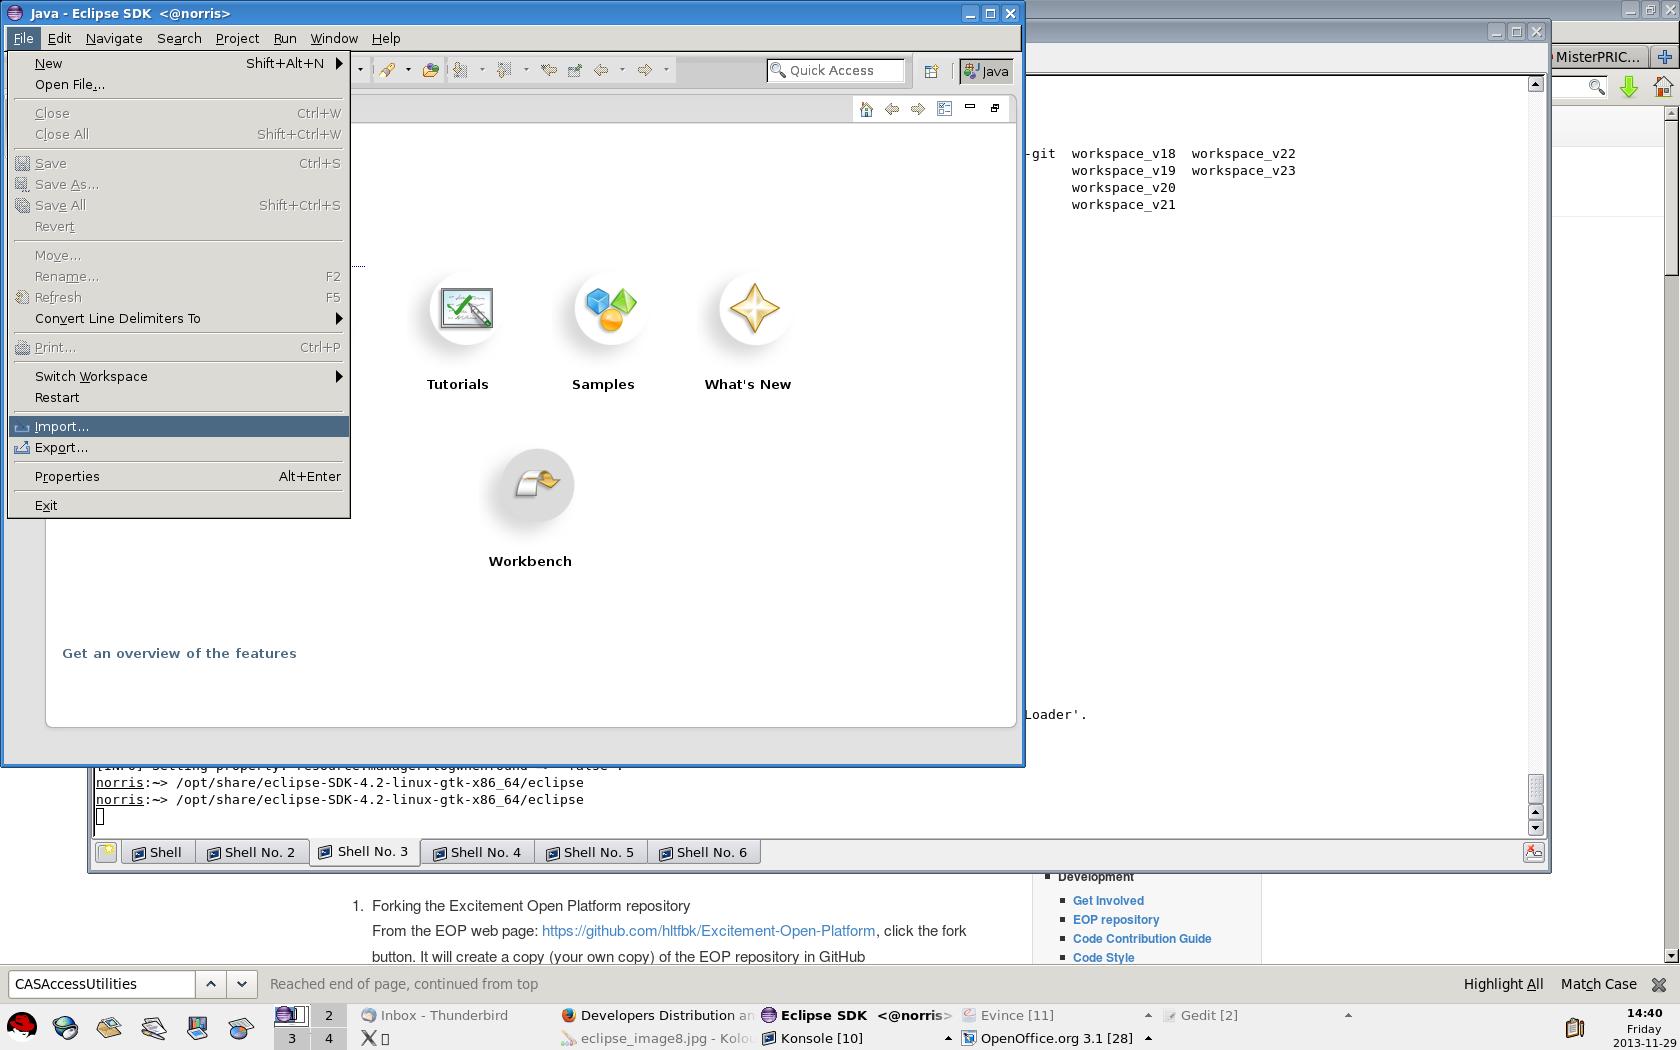 Java - Eclipse SDK <@norris>
File Edit Navigate Search Project Run Window Help
New Shift+Alt+N
Open File...
Close Ctrl+W
Close All Shift+Ctrl+W
Save Ctrl+S
Save As...
Save All Shift+Ctrl+S
Revert
Move...
Rename... F2
Refresh F5
Convert Line Delimiters To
Print... Ctrl+P
Switch Workspace
Restart
Import...
Export...
Properties Alt+Enter
Exit
Quick Access
Java
Tutorials Samples What's New
Workbench
Get an overview of the features
MisterPRIC...
-git workspace_v18 workspace_v22
workspace_v19 workspace_v23
workspace_v20
workspace_v21
Loader'.
norris:~> /opt/share/eclipse-SDK-4.2-linux-gtk-x86_64/eclipse
norris:~> /opt/share/eclipse-SDK-4.2-linux-gtk-x86_64/eclipse
Shell Shell No. 2 Shell No. 3 Shell No. 4 Shell No. 5 Shell No. 6
1. Forking the Excitement Open Platform repository
From the EOP web page: https://github.com/hltfbk/Excitement-Open-Platform, click the fork
button. It will create a copy (your own copy) of the EOP repository in GitHub
Development
Get Involved
EOP repository
Code Contribution Guide
Code Style
CASAccessUtilities Reached end of page, continued from top Highlight All Match Case
2 Inbox - Thunderbird Developers Distribution an Eclipse SDK <@norris> Evince [11] Gedit [2]
3 4 eclipse_image8.jpg - Kolou Konsole [10] OpenOffice.org 3.1 [28]
14:40
Friday
2013-11-29